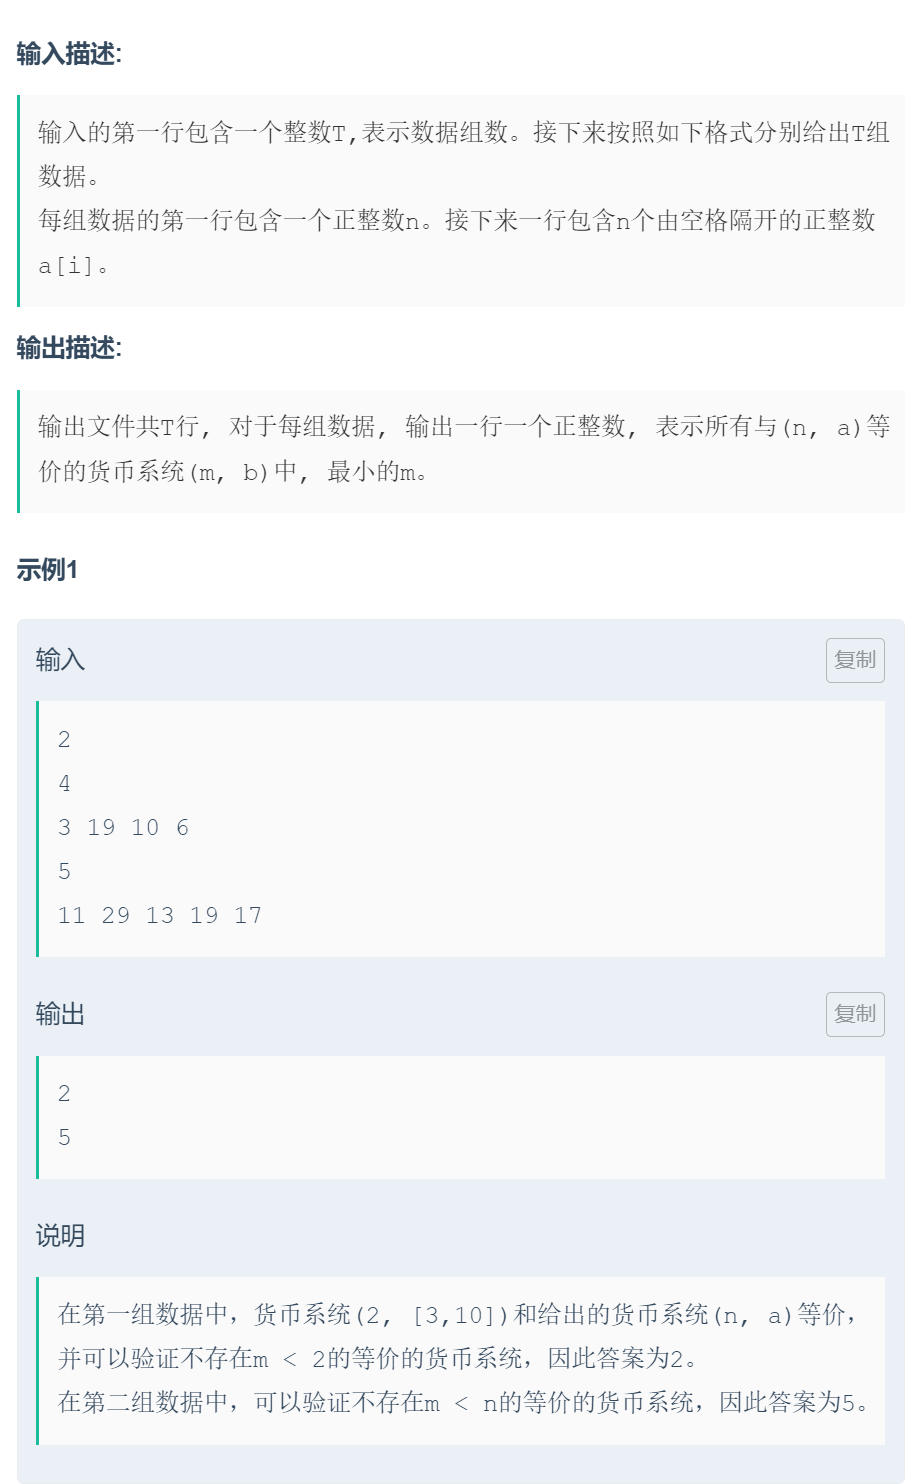 输入描述:
输入的第一行包含一个整数T,表示数据组数。接下来按照如下格式分别给出T组
数据。
每组数据的第一行包含一个正整数n。接下来一行包含n个由空格隔开的正整数
a[i]。
输出描述:
输出文件共T行, 对于每组数据, 输出一行一个正整数, 表示所有与(n, a)等
价的货币系统(m, b)中, 最小的m。
示例1
输入
复制
2
4
3 19 10 6
5
11 29 13 19 17
输出
复制
2
5
说明
在第一组数据中，货币系统(2, [3,10])和给出的货币系统(n, a)等价，
并可以验证不存在m < 2的等价的货币系统，因此答案为2。
在第二组数据中，可以验证不存在m < n的等价的货币系统，因此答案为5。